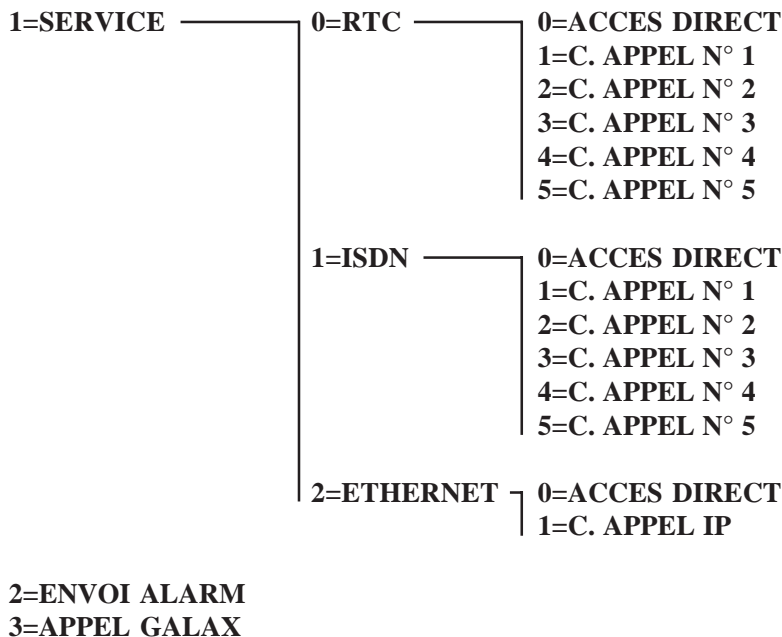 1=SERVICE 0=RTC 0=ACCES DIRECT
1=C. APPEL N° 1
2=C. APPEL N° 2
3=C. APPEL N° 3
4=C. APPEL N° 4
5=C. APPEL N° 5
1=ISDN 0=ACCES DIRECT
1=C. APPEL N° 1
2=C. APPEL N° 2
3=C. APPEL N° 3
4=C. APPEL N° 4
5=C. APPEL N° 5
2=ETHERNET 0=ACCES DIRECT
1=C. APPEL IP
2=ENVOI ALARM
3=APPEL GALAX